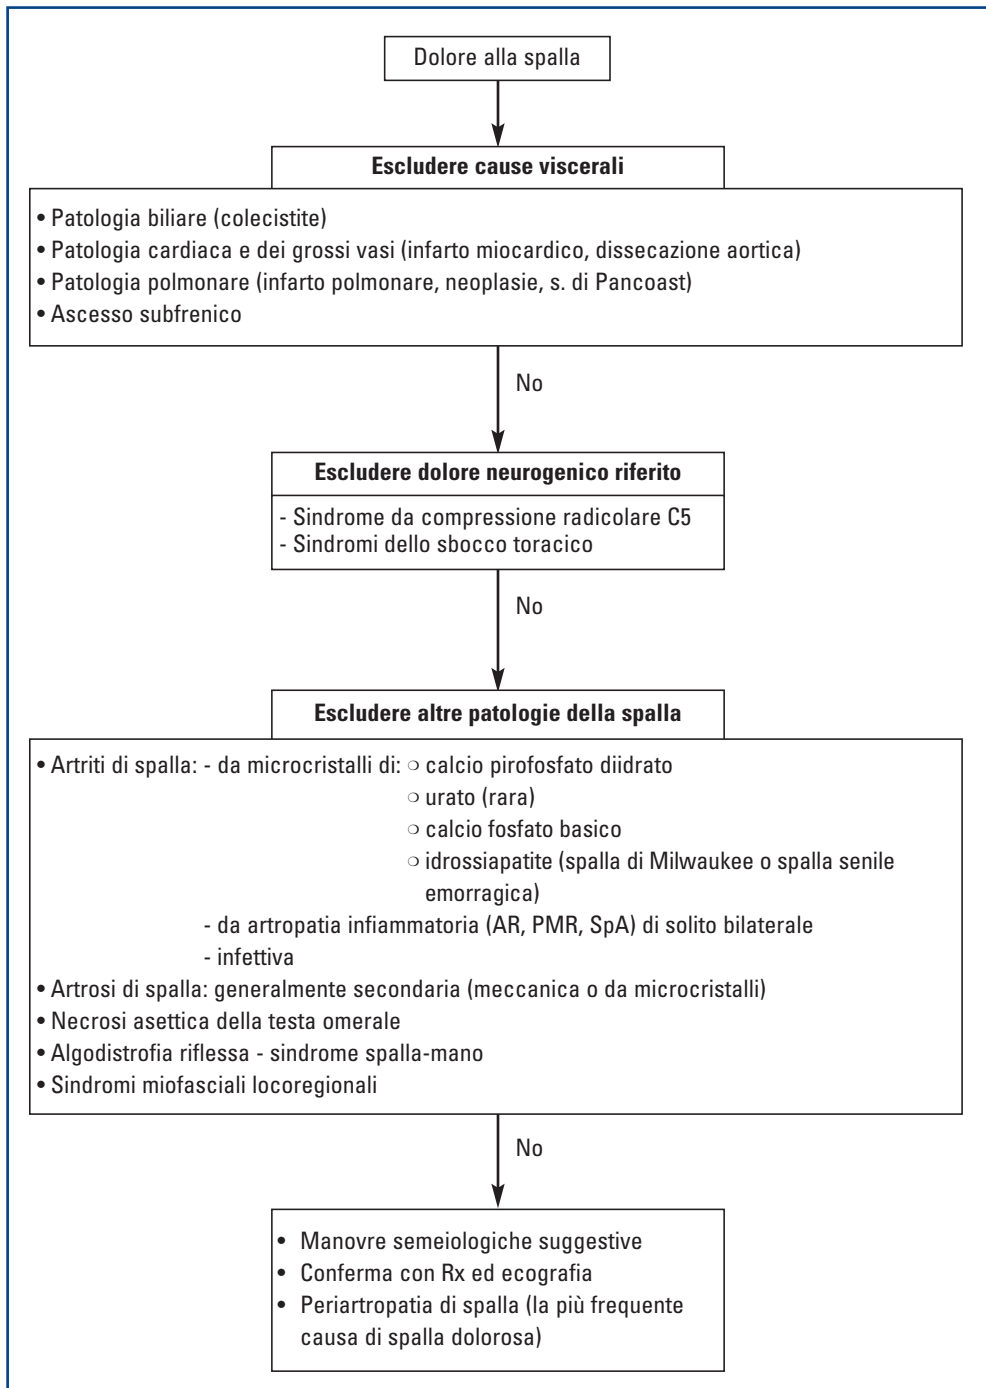 Dolore alla spalla
Escludere cause viscerali
• Patologia biliare (colecistite)
• Patologia cardiaca e dei grossi vasi (infarto miocardico, dissecazione aortica)
• Patologia polmonare (infarto polmonare, neoplasie, s. di Pancoast)
• Ascesso subfrenico
No
Escludere dolore neurogenico riferito
- Sindrome da compressione radicolare C5
- Sindromi dello sbocco toracico
No
Escludere altre patologie della spalla
• Artriti di spalla: - da microcristalli di: ❍ calcio pirofosfato diidrato
❍ urato (rara)
❍ calcio fosfato basico
❍ idrossiapatite (spalla di Milwaukee o spalla senile
emorragica)
- da artropatia infiammatoria (AR, PMR, SpA) di solito bilaterale
- infettiva
• Artrosi di spalla: generalmente secondaria (meccanica o da microcristalli)
• Necrosi asettica della testa omerale
• Algodistrofia riflessa - sindrome spalla-mano
• Sindromi miofasciali locoregionali
No
• Manovre semeiologiche suggestive
• Conferma con Rx ed ecografia
• Periartropatia di spalla (la più frequente
causa di spalla dolorosa)